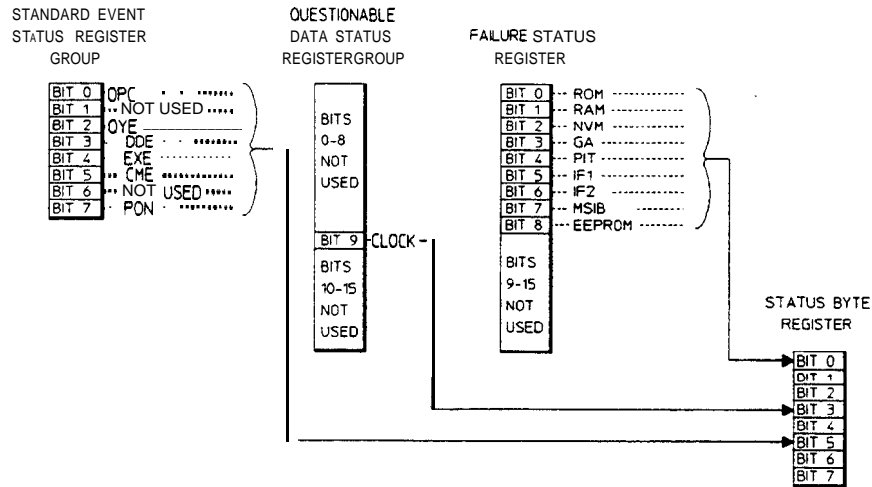 STANDARD EVENT
STATUS REGISTER
GROUP
BIT 0 OPC
BIT 1 NOT USED
BIT 2 OYE
BIT 3 DDE
BIT 4 EXE
BIT 5 CME
BIT 6 NOT USED
BIT 7 PON
QUESTIONABLE
DATA STATUS
REGISTERGROUP
BITS
0-8
NOT
USED
BIT 9 CLOCK
BITS
10-15
NOT
USED
FAILURE STATUS
REGISTER
BIT 0 ROM
BIT 1 RAM
BIT 2 NVM
BIT 3 GA
BIT 4 PIT
BIT 5 IF1
BIT 6 IF2
BIT 7 MSIB
BIT 8 EEPROM
BITS
9-15
NOT
USED
STATUS BYTE
REGISTER
BIT 0
BIT 1
BIT 2
BIT 3
BIT 4
BIT 5
BIT 6
BIT 7